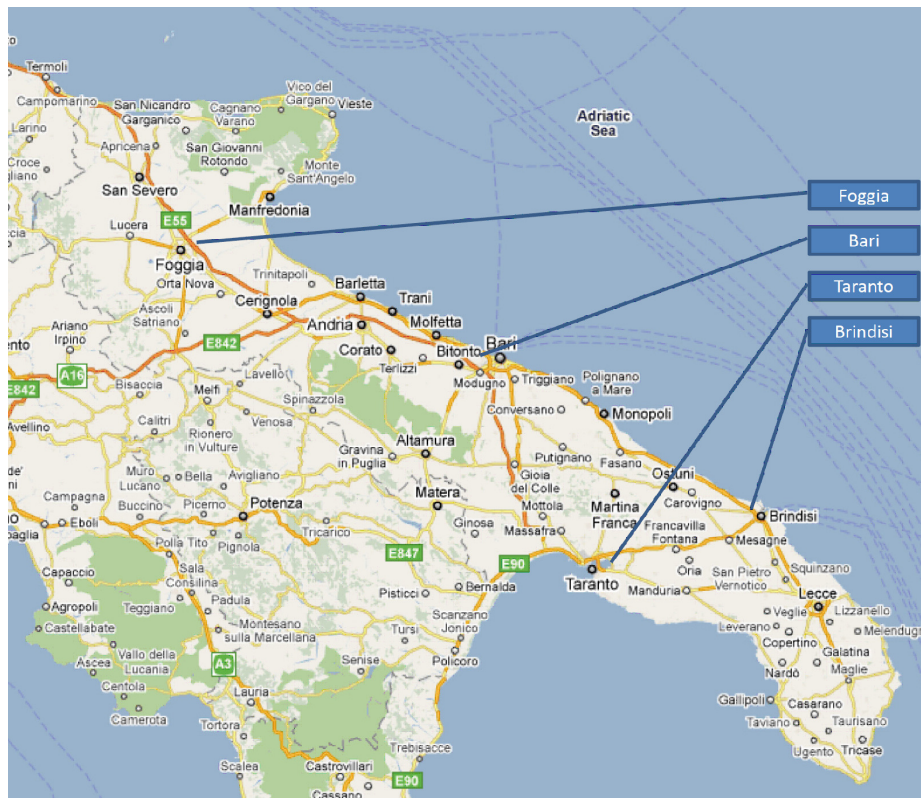 to
Termoli
Campomarino
San Nicandro
Garganico
Cagnano
Varano
Vico del
Gargano
Vieste
Larino
Apricena
San Giovanni
Rotondo
Croce
gliano
San Severo
Monte
Sant'Angelo
Manfredonia
Adriatic
Sea
Foggia
Bari
Taranto
Brindisi
E55
Lucera
Foggia
Orta Nova
Trinitapoli
Barletta
Trani
Cerignola
Molfetta
Andria
Ascoli
Satriano
Ariano
Irpino
E842
Corato
Terlizzi
Bitonto
Bari
Modugno
Triggiano
Polignano
a Mare
A16
E842
Bisaccia
Lavello
Melfi
Spinazzola
Venosa
Conversano
Monopoli
Calitri
Avellino
Rionero
in Vulture
Altamura
Gravina
in Puglia
Putignano
Fasano
Gioia
del Colle
Ostuni
Carovigno
Muro
Lucano
Bella
Avigliano
Matera
Martina
Franca
Campagna
Buccino
Picerno
Potenza
Tricarico
Mottola
Massafra
Ginosa
Francavilla
Fontana
Brindisi
Mesagne
Eboli
Polla Tito
Pignola
E847
E90
Taranto
Oria
San Pietro
Vernotico
Squinzano
Manduria
Capaccio
Sala
Consilina
Teggiano
Padula
Pisticci
Bernalda
Lecce
Lizzanello
Veglie
Leverano
Copertino
Melendugn
Agropoli
Castellabate
Montesano
sulla Marcellana
Scanzano
Jonico
Tursi
Policoro
Galatina
Nardò
Maglie
Vallo della
Lucania
Ascea
Centola
Camerota
A3
Senise
Lauria
Gallipoli
Casarano
Taviano
Taurisano
Ugento
Tricase
Tortora
Scalea
Trebisacce
Castrovillari
Cassano
E90